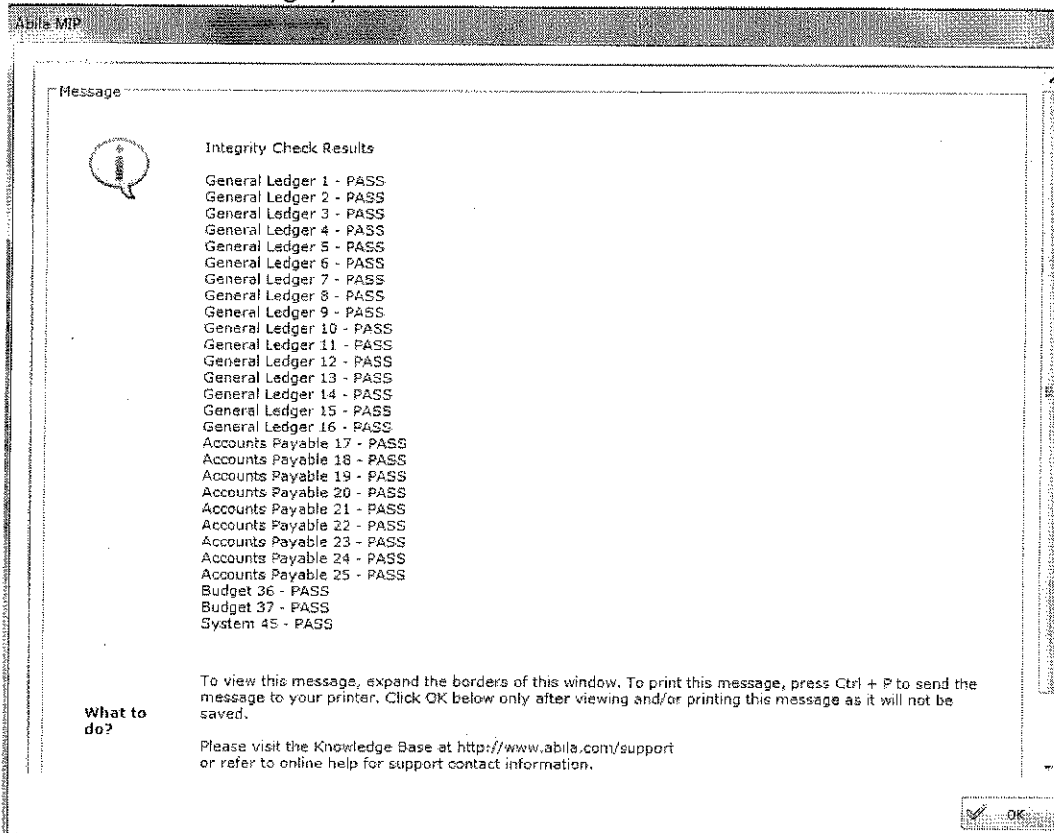 Abila MIP
Message
Integrity Check Results
General Ledger 1 - PASS
General Ledger 2 - PASS
General Ledger 3 - PASS
General Ledger 4 - PASS
General Ledger 5 - PASS
General Ledger 6 - PASS
General Ledger 7 - PASS
General Ledger 8 - PASS
General Ledger 9 - PASS
General Ledger 10 - PASS
General Ledger 11 - PASS
General Ledger 12 - PASS
General Ledger 13 - PASS
General Ledger 14 - PASS
General Ledger 15 - PASS
General Ledger 16 - PASS
Accounts Payable 17 - PASS
Accounts Payable 18 - PASS
Accounts Payable 19 - PASS
Accounts Payable 20 - PASS
Accounts Payable 21 - PASS
Accounts Payable 22 - PASS
Accounts Payable 23 - PASS
Accounts Payable 24 - PASS
Accounts Payable 25 - PASS
Budget 36 - PASS
Budget 37 - PASS
System 45 - PASS
What to
do?
To view this message, expand the borders of this window. To print this message, press Ctrl + P to send the
message to your printer. Click OK below only after viewing and/or printing this message as it will not be
saved.
Please visit the Knowledge Base at http://www.abila.com/support
or refer to online help for support contact information.
OK